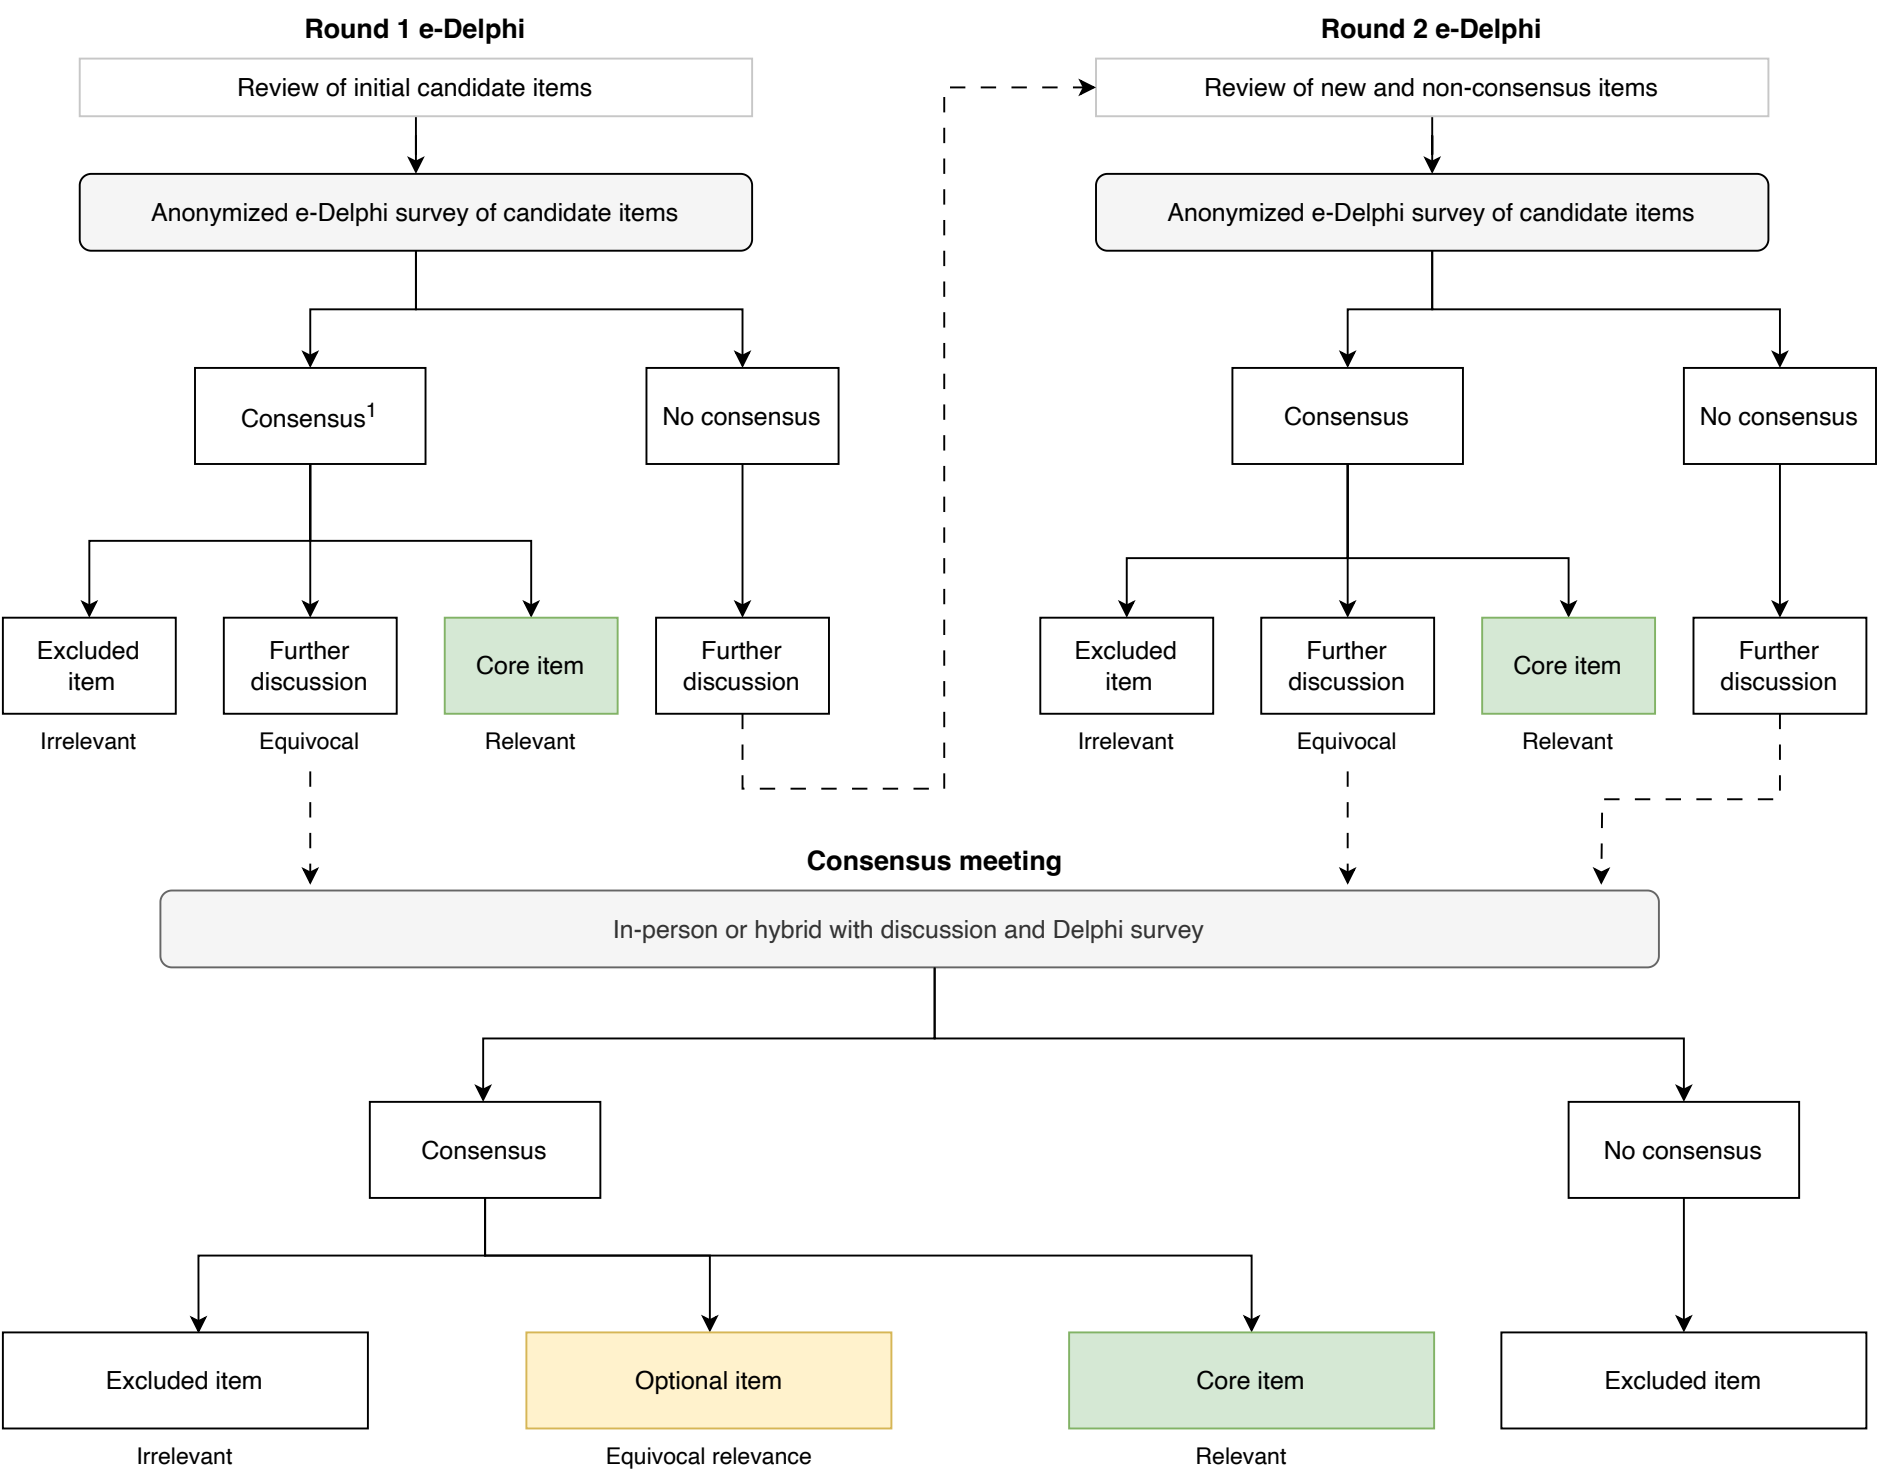 Round 1 e-Delphi
Review of initial candidate items
Anonymized e-Delphi survey of candidate items
Consensus¹
No consensus
Excluded
item
Irrelevant
Further
discussion
Equivocal
Core item
Relevant
Further
discussion
Round 2 e-Delphi
Review of new and non-consensus items
Anonymized e-Delphi survey of candidate items
Consensus
No consensus
Excluded
item
Irrelevant
Further
discussion
Equivocal
Core item
Relevant
Further
discussion
Consensus meeting
In-person or hybrid with discussion and Delphi survey
Consensus
No consensus
Excluded item
Irrelevant
Optional item
Equivocal relevance
Core item
Relevant
Excluded item